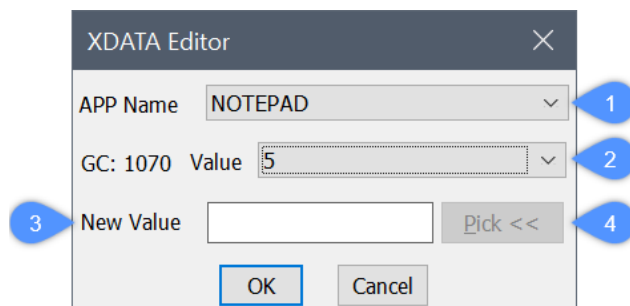 XDATA Editor
APP Name NOTEPAD 1
GC: 1070 Value 5 2
3 New Value Pick << 4
OK Cancel